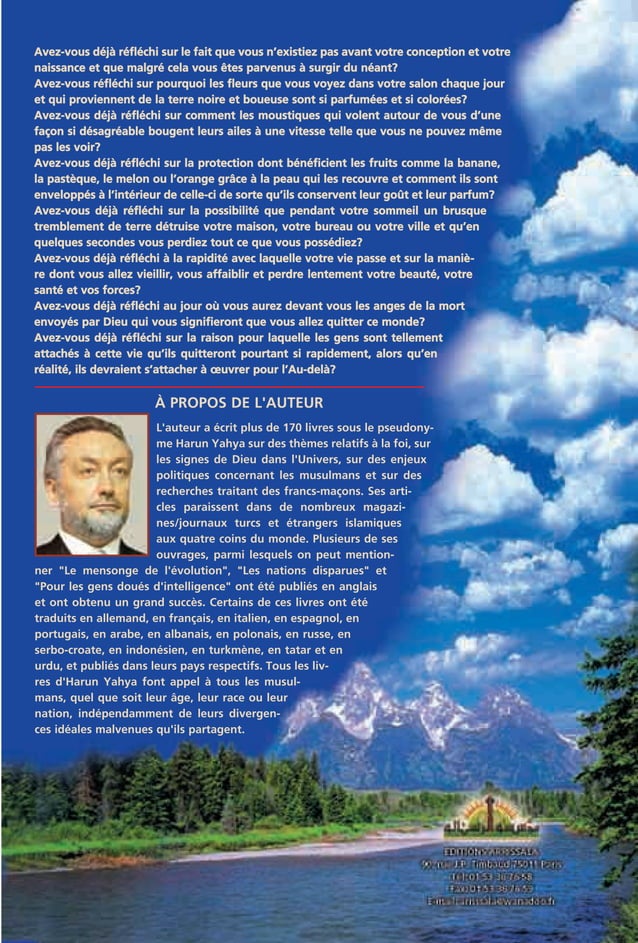 Avez-vous déjà réfléchi sur le fait que vous n'existiez pas avant votre conception et votre
naissance et que malgré cela vous êtes parvenus à surgir du néant?
Avez-vous réfléchi sur pourquoi les fleurs que vous voyez dans votre salon chaque jour
et qui proviennent de la terre noire et boueuse sont si parfumées et si colorées?
Avez-vous déjà réfléchi sur comment les moustiques qui volent autour de vous d'une
façon si désagréable bougent leurs ailes à une vitesse telle que vous ne pouvez même
pas les voir?
Avez-vous déjà réfléchi sur la protection dont bénéficient les fruits comme la banane,
la pastèque, le melon ou l'orange grâce à la peau qui les recouvre et comment ils sont
enveloppés à l'intérieur de celle-ci de sorte qu'ils conservent leur goût et leur parfum?
Avez-vous déjà réfléchi sur la possibilité que pendant votre sommeil un brusque
tremblement de terre détruise votre maison, votre bureau ou votre ville et qu'en
quelques secondes vous perdiez tout ce que vous possédiez?
Avez-vous déjà réfléchi à la rapidité avec laquelle votre vie passe et sur la maniè-
re dont vous allez vieillir, vous affaiblir et perdre lentement votre beauté, votre
santé et vos forces?
Avez-vous déjà réfléchi au jour où vous aurez devant vous les anges de la mort
envoyés par Dieu qui vous signifieront que vous allez quitter ce monde?
Avez-vous déjà réfléchi sur la raison pour laquelle les gens sont tellement
attachés à cette vie qu'ils quitteront pourtant si rapidement, alors qu'en
réalité, ils devraient s'attacher à œuvrer pour l'Au-delà?
À PROPOS DE L'AUTEUR
L'auteur a écrit plus de 170 livres sous le pseudony-
me Harun Yahya sur des thèmes relatifs à la foi, sur
les signes de Dieu dans l'Univers, sur des enjeux
politiques concernant les musulmans et sur des
recherches traitant des francs-maçons. Ses arti-
cles paraissent dans de nombreux magazi-
nes/journaux turcs et étrangers islamiques
aux quatre coins du monde. Plusieurs de ses
ouvrages, parmi lesquels on peut mention-
ner "Le mensonge de l'évolution", "Les nations disparues" et
"Pour les gens doués d'intelligence" ont été publiés en anglais
et ont obtenu un grand succès. Certains de ces livres ont été
traduits en allemand, en français, en italien, en espagnol, en
portugais, en arabe, en albanais, en polonais, en russe, en
serbo-croate, en indonésien, en turkmène, en tatar et en
urdu, et publiés dans leurs pays respectifs. Tous les liv-
res d'Harun Yahya font appel à tous les musul-
mans, quel que soit leur âge, leur race ou leur
nation, indépendamment de leurs divergen-
ces idéales malvenues qu'ils partagent.
EDITIONS ARRISSALA
90, rue J.P. Timbaud 75011 Paris
Tél: 01 53 36 76 58
Fax: 01 53 36 76 59
E-mail: arissala@wanadoo.fr